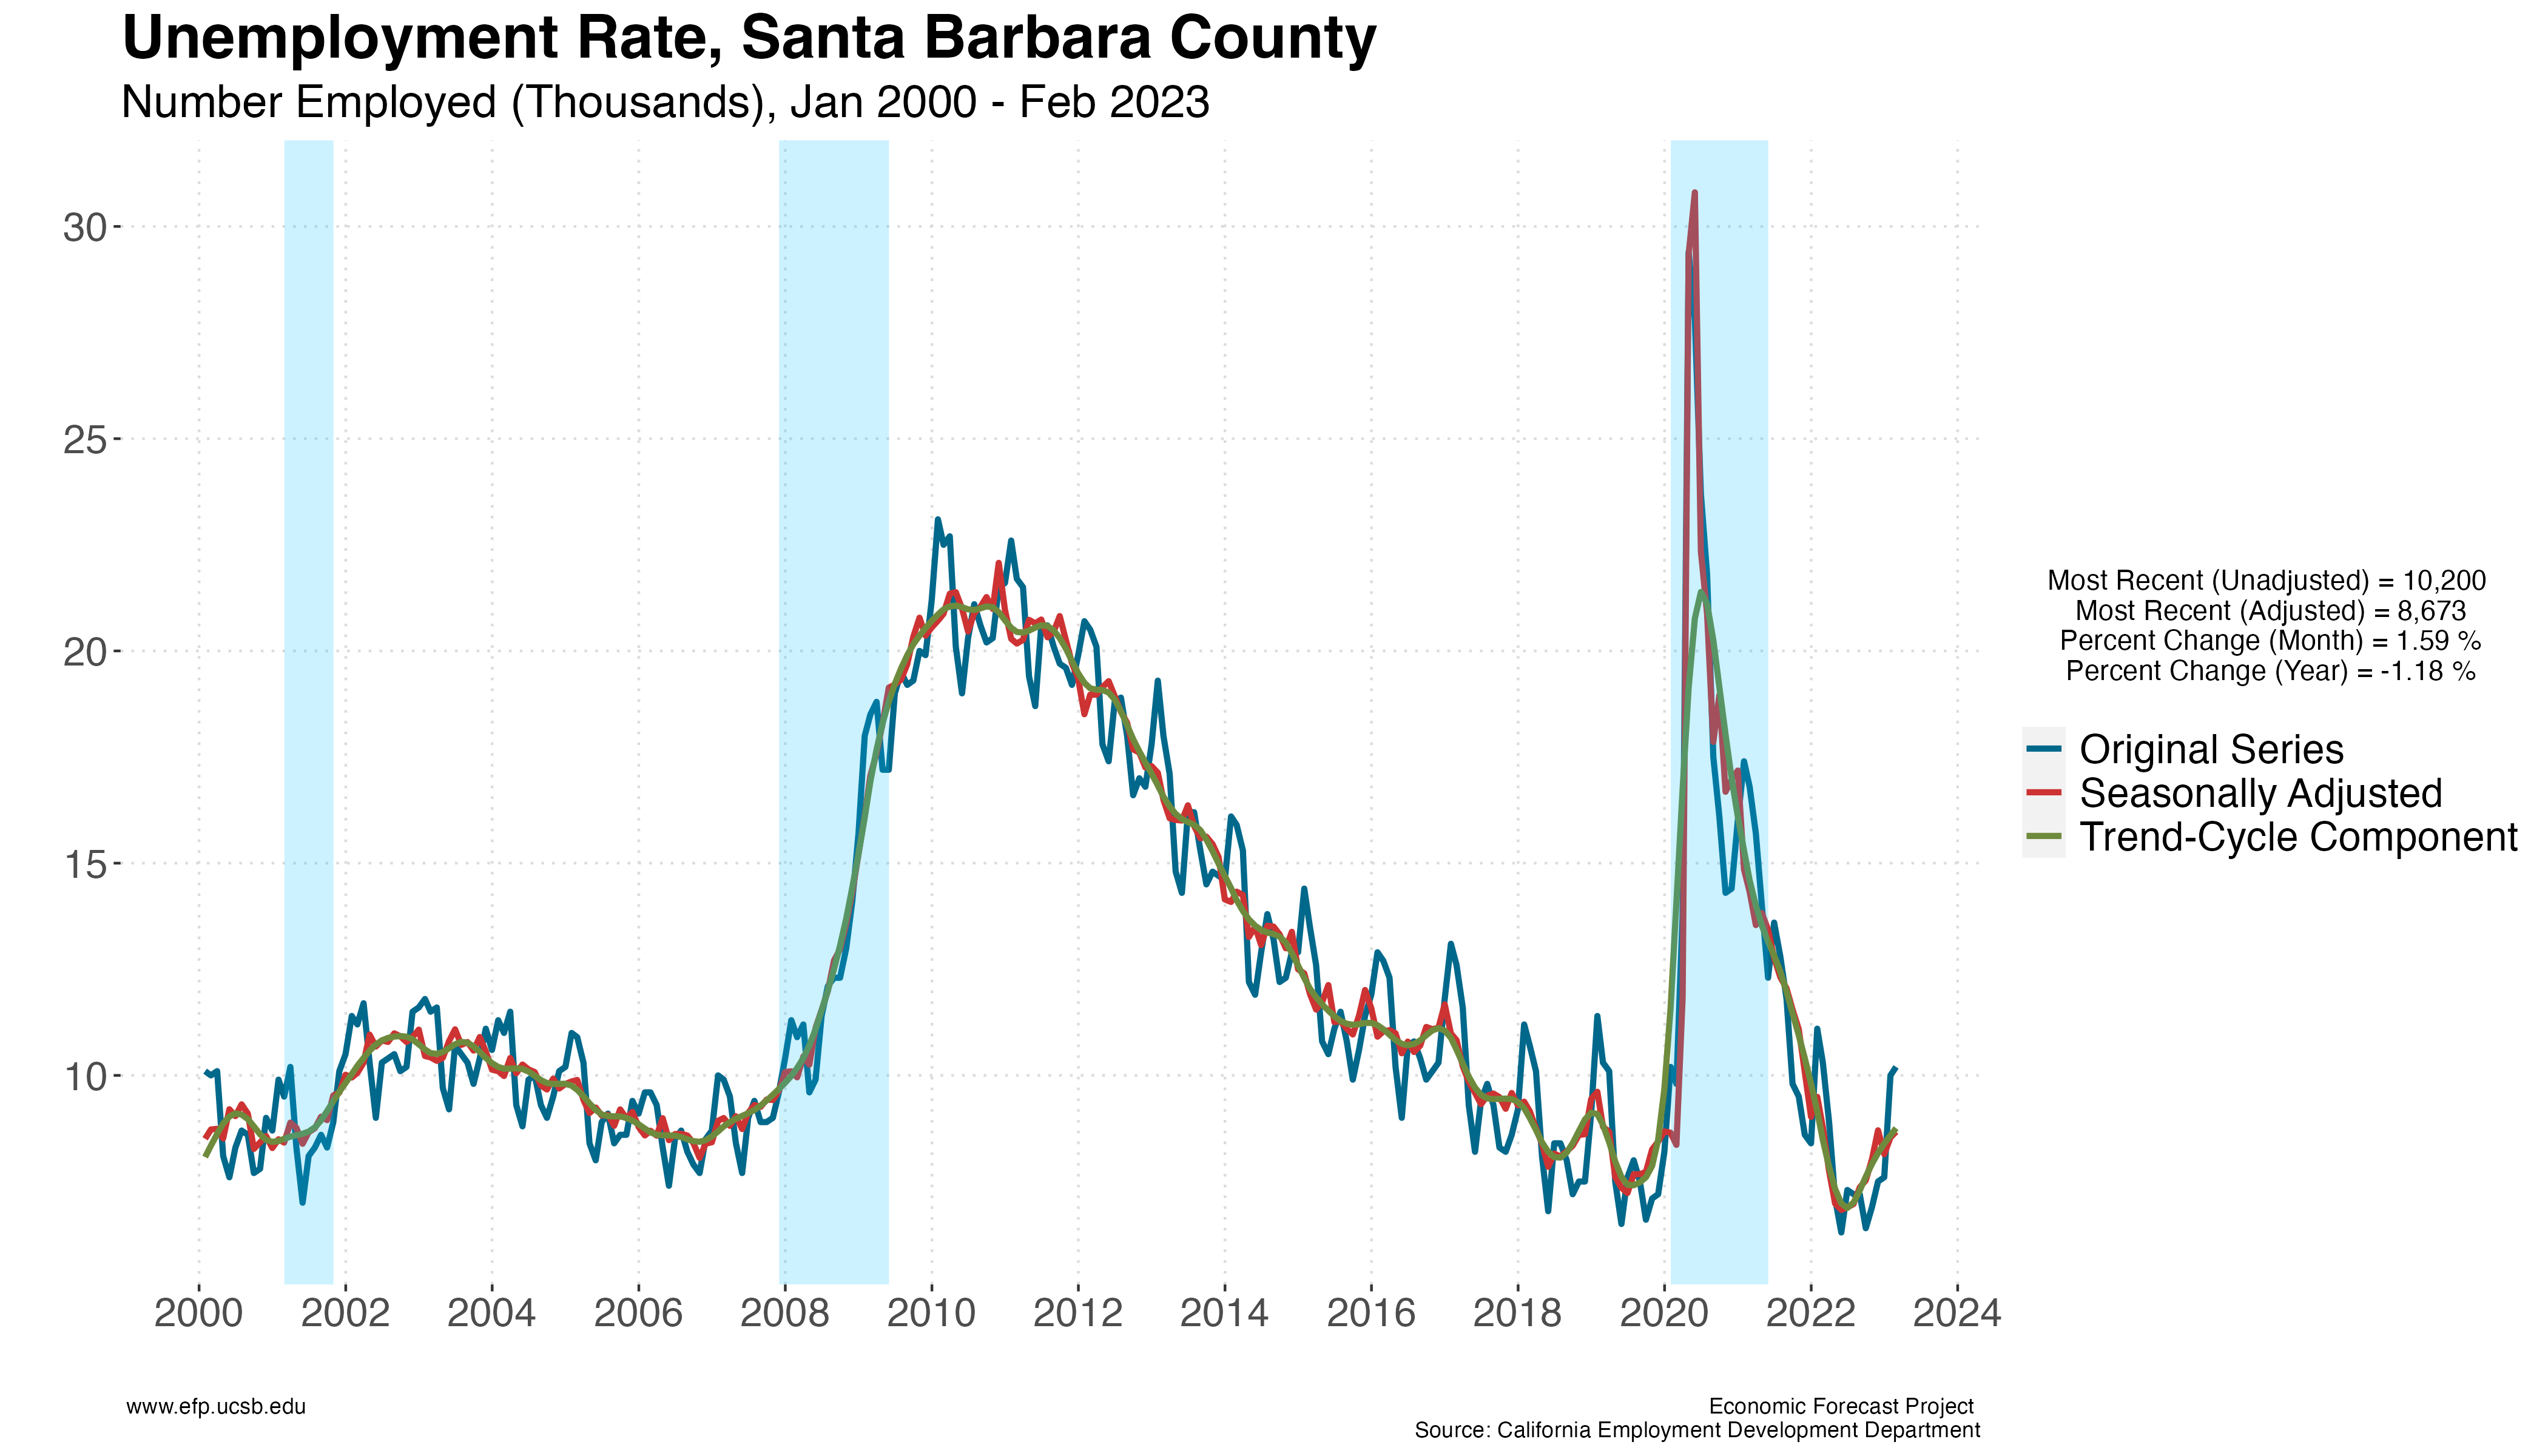 Unemployment Rate, Santa Barbara County
Number Employed (Thousands), Jan 2000 - Feb 2023
30
25
20
15
10
2000 2002 2004 2006 2008 2010 2012 2014 2016 2018 2020 2022 2024
Most Recent (Unadjusted) = 10,200
Most Recent (Adjusted) = 8,673
Percent Change (Month) = 1.59 %
Percent Change (Year) = -1.18 %
Original Series
Seasonally Adjusted
Trend-Cycle Component
www.efp.ucsb.edu
Economic Forecast Project
Source: California Employment Development Department